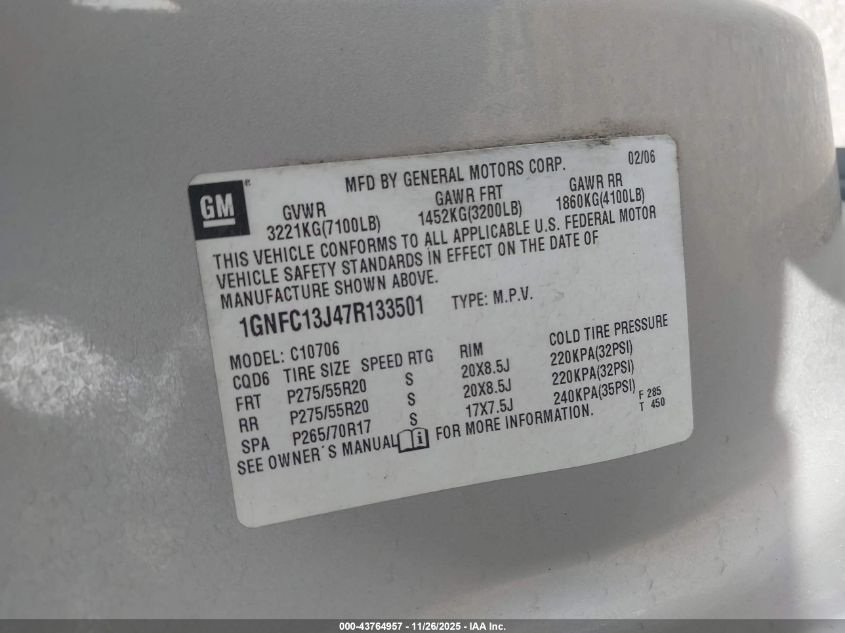 GM®
MFD BY GENERAL MOTORS CORP. 02/06
GVWR GAWR FRT GAWR RR
3221KG(7100LB) 1452KG(3200LB) 1860KG(4100LB)
THIS VEHICLE CONFORMS TO ALL APPLICABLE U.S. FEDERAL MOTOR
VEHICLE SAFETY STANDARDS IN EFFECT ON THE DATE OF
MANUFACTURE SHOWN ABOVE.
1GNFC13J47R133501 TYPE: M.P.V.
MODEL: C10706
CQD6 TIRE SIZE SPEED RTG RIM COLD TIRE PRESSURE
FRT P275/55R20 S 20X8.5J 220KPA(32PSI)
RR P275/55R20 S 20X8.5J 220KPA(32PSI)
SPA P265/70R17 S 17X7.5J 240KPA(35PSI)
SEE OWNER´S MANUAL FOR MORE INFORMATION.
F 285
T 450
000-43764957 - 11/26/2025 - IAA Inc.